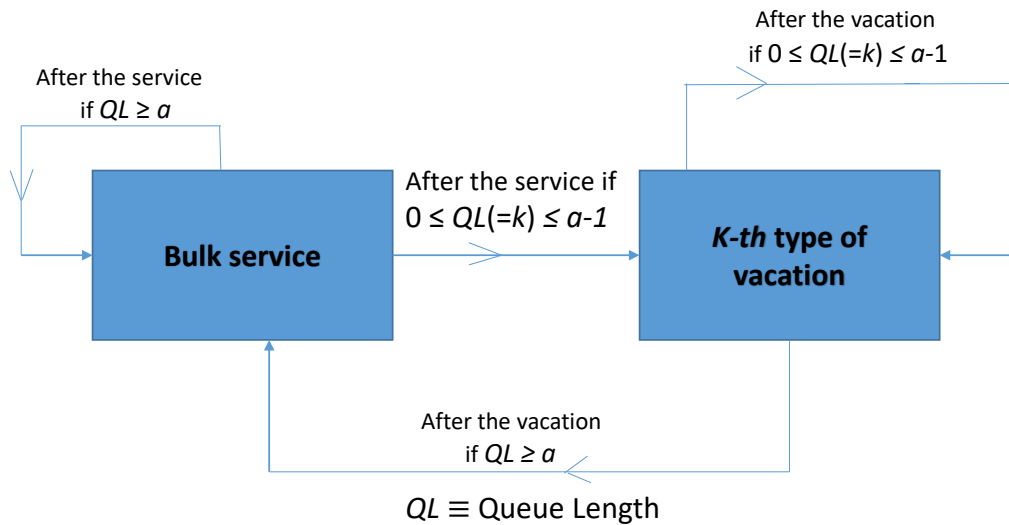 After the service
if QL ≥ a
Bulk service
After the service if
0 ≤ QL(=k) ≤ a-1
After the vacation
if 0 ≤ QL(=k) ≤ a-1
K-th type of
vacation
After the vacation
if QL ≥ a
QL ≡ Queue Length